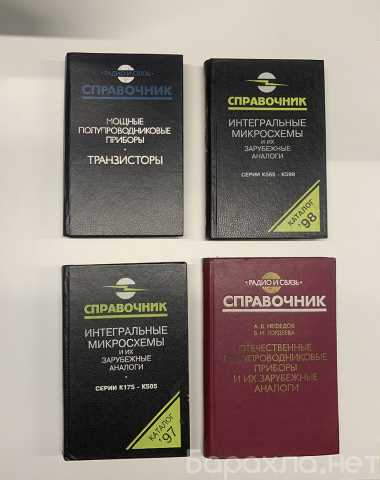 РАДИО И СВЯЗЬ
СПРАВОЧНИК
МОЩНЫЕ
ПОЛУПРОВОДНИКОВЫЕ
ПРИБОРЫ
ТРАНЗИСТОРЫ
СПРАВОЧНИК
ИНТЕГРАЛЬНЫЕ
МИКРОСХЕМЫ
И ИХ
ЗАРУБЕЖНЫЕ
АНАЛОГИ
СЕРИИ К565 - К599
КАТАЛОГ
'98
СПРАВОЧНИК
ИНТЕГРАЛЬНЫЕ
МИКРОСХЕМЫ
И ИХ
ЗАРУБЕЖНЫЕ
АНАЛОГИ
СЕРИИ К175 - К505
КАТАЛОГ
'97
•РАДИО И СВЯЗЬ•
СПРАВОЧНИК
А. В. НЕФЕДОВ
В. И. ГОРДЕЕВА
ОТЕЧЕСТВЕННЫЕ
ПОЛУПРОВОДНИКОВЫЕ
ПРИБОРЫ
И ИХ ЗАРУБЕЖНЫЕ
АНАЛОГИ
Барахла.Нет